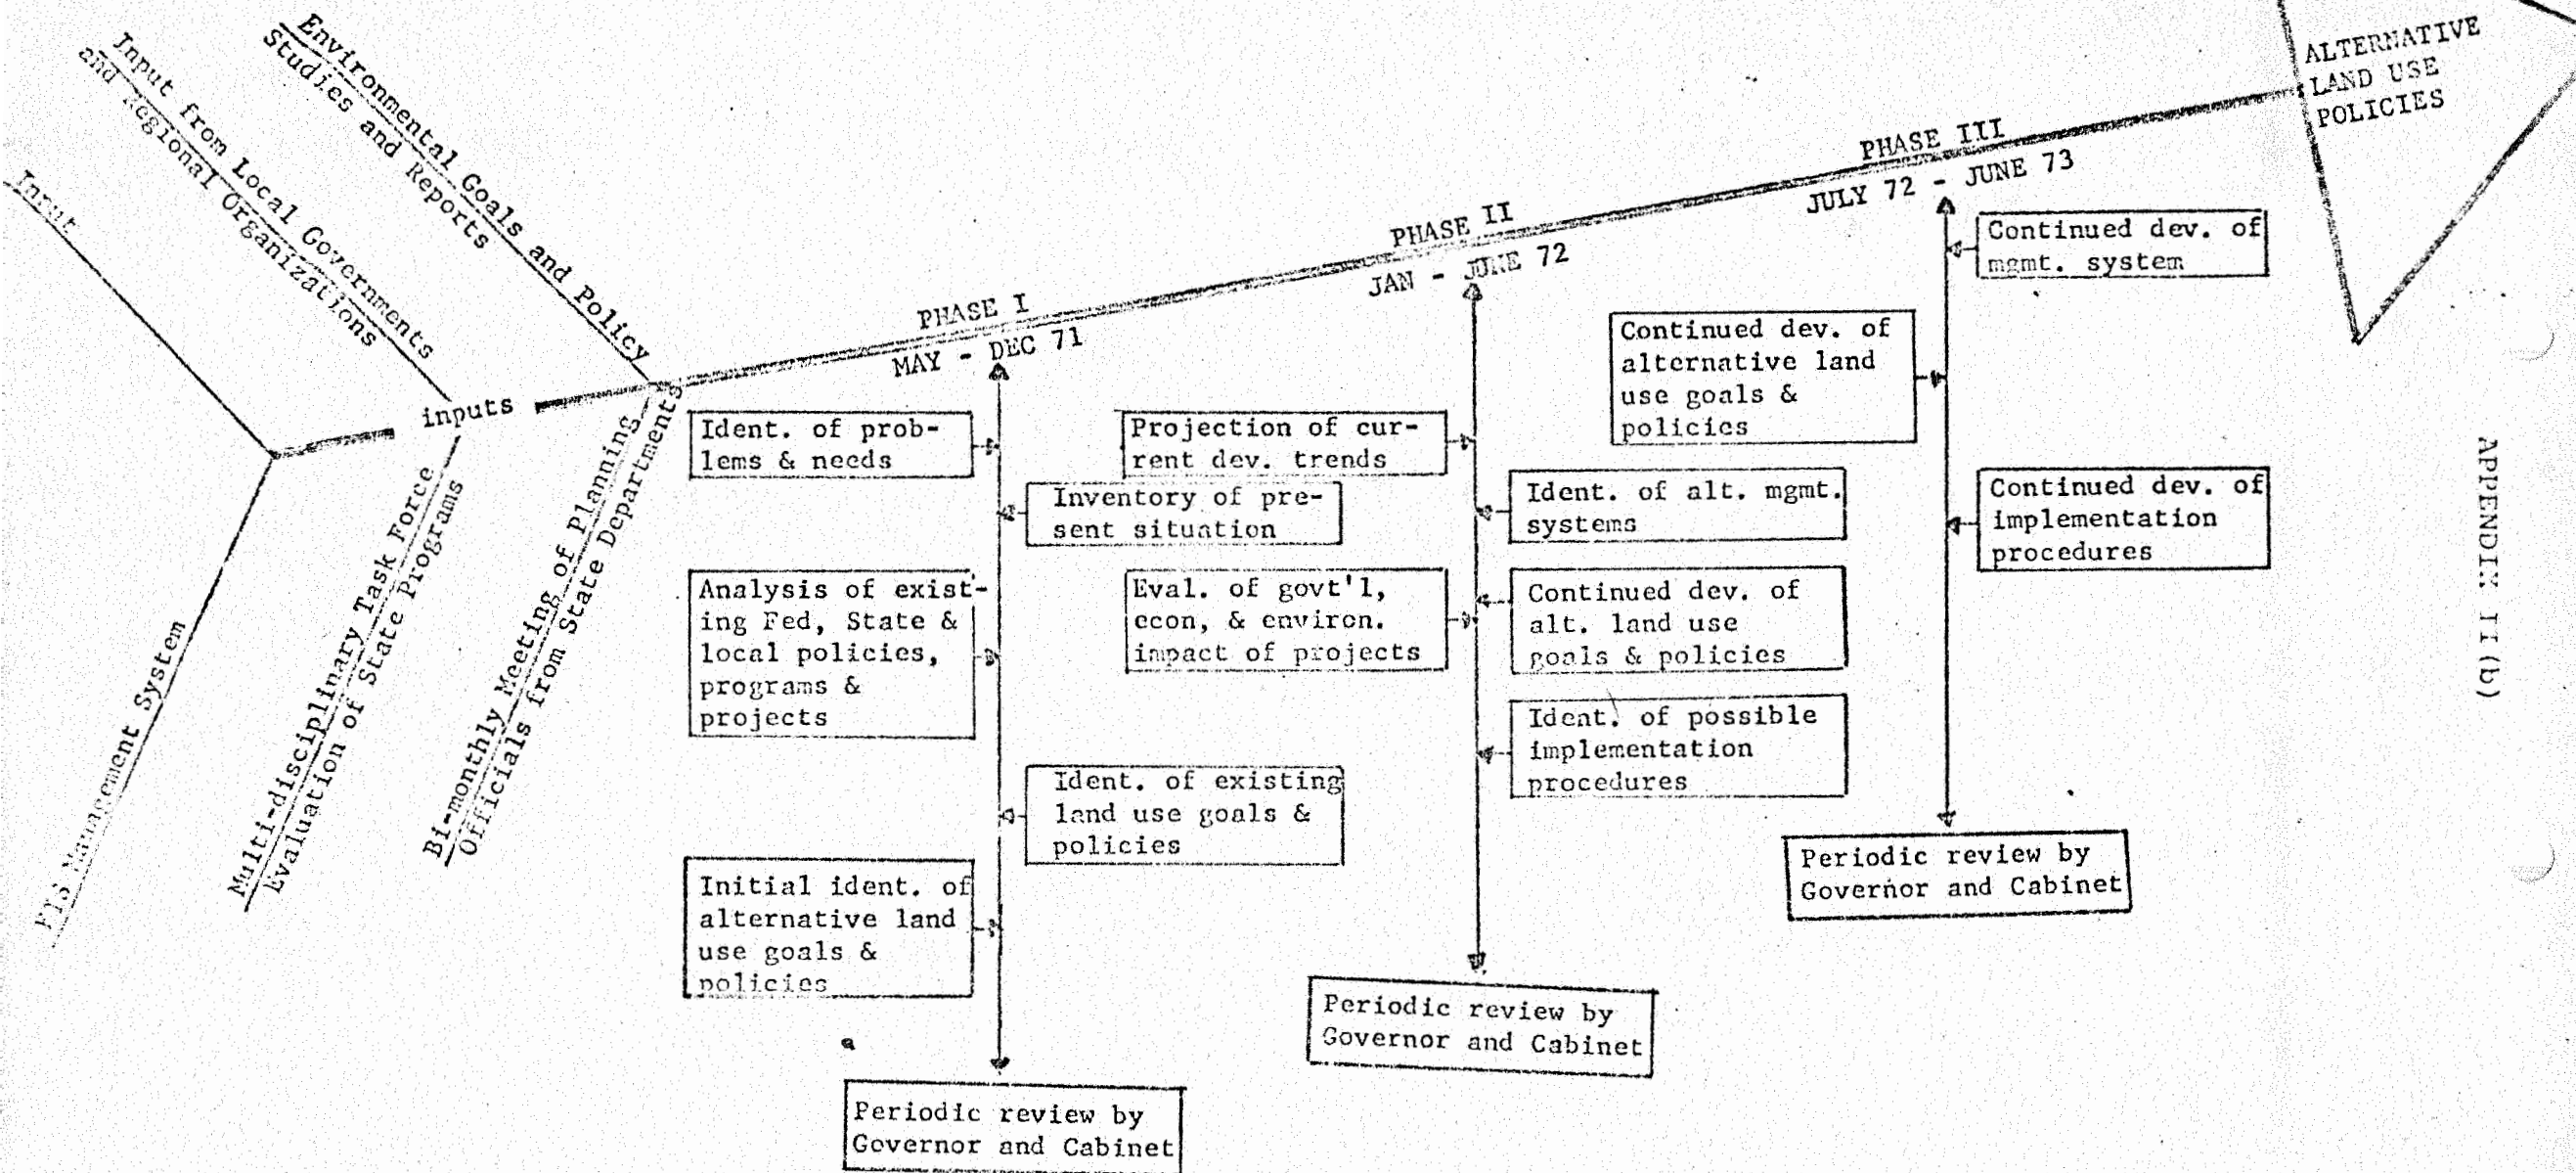 Environmental Goals and Policy
Studies and Reports
Input from Local Governments
and Regional Organizations
Input
inputs
Management System
Multi-disciplinary Task Force
Evaluation of State Programs
Bi-monthly Meeting of Planning
Officials from State Departments
PHASE I
MAY - DEC 71
Ident. of prob-
lems & needs
Inventory of pre-
sent situation
Analysis of exist-
ing Fed, State &
local policies,
programs &
projects
Ident. of existing
land use goals &
policies
Initial ident. of
alternative land
use goals &
policies
Periodic review by
Governor and Cabinet
PHASE II
JAN - JUNE 72
Projection of cur-
rent dev. trends
Ident. of alt. mgmt.
systems
Eval. of govt'l,
econ, & environ.
impact of projects
Continued dev. of
alt. land use
goals & policies
Ident. of possible
implementation
procedures
Periodic review by
Governor and Cabinet
PHASE III
JULY 72 - JUNE 73
Continued dev. of
mgmt. system
Continued dev. of
alternative land
use goals &
policies
Continued dev. of
implementation
procedures
Periodic review by
Governor and Cabinet
ALTERNATIVE
LAND USE
POLICIES
APPENDIX II(b)